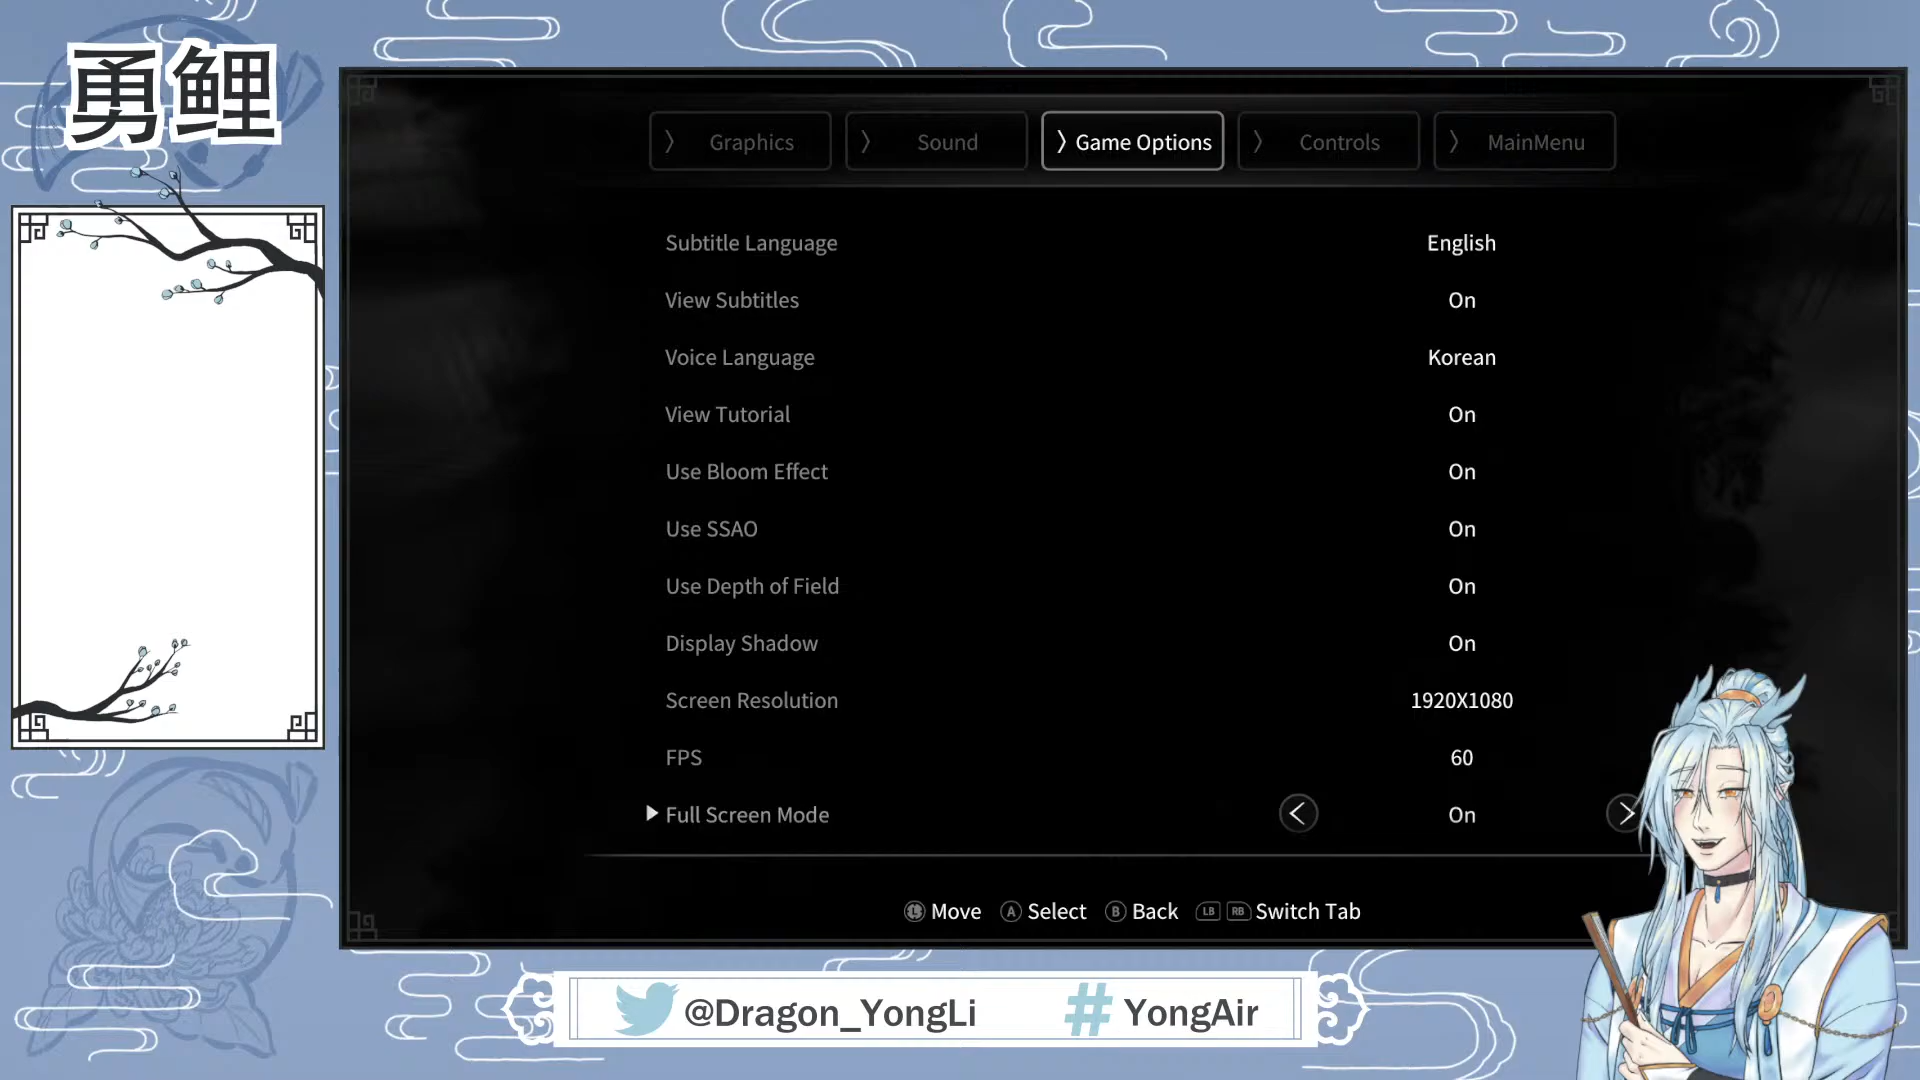 勇鲤
Graphics
Sound
Game Options
Controls
MainMenu
Subtitle Language English
View Subtitles On
Voice Language Korean
View Tutorial On
Use Bloom Effect On
Use SSAO On
Use Depth of Field On
Display Shadow On
Screen Resolution 1920X1080
FPS 60
Full Screen Mode On
L Move A Select B Back LB RB Switch Tab
@Dragon_YongLi # YongAir